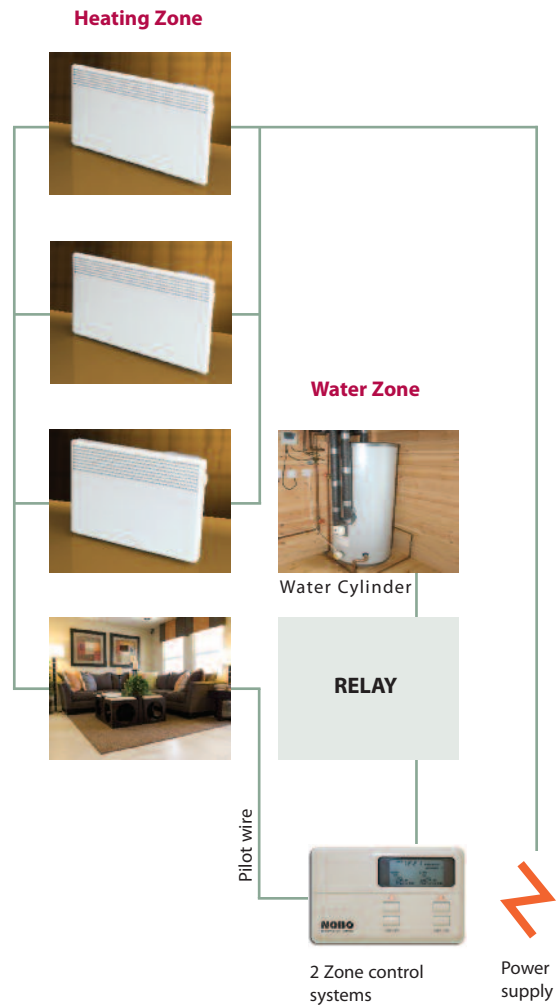 Heating Zone
Water Zone
Water Cylinder
RELAY
Pilot wire
NOBO
2 Zone control
systems
Power
supply